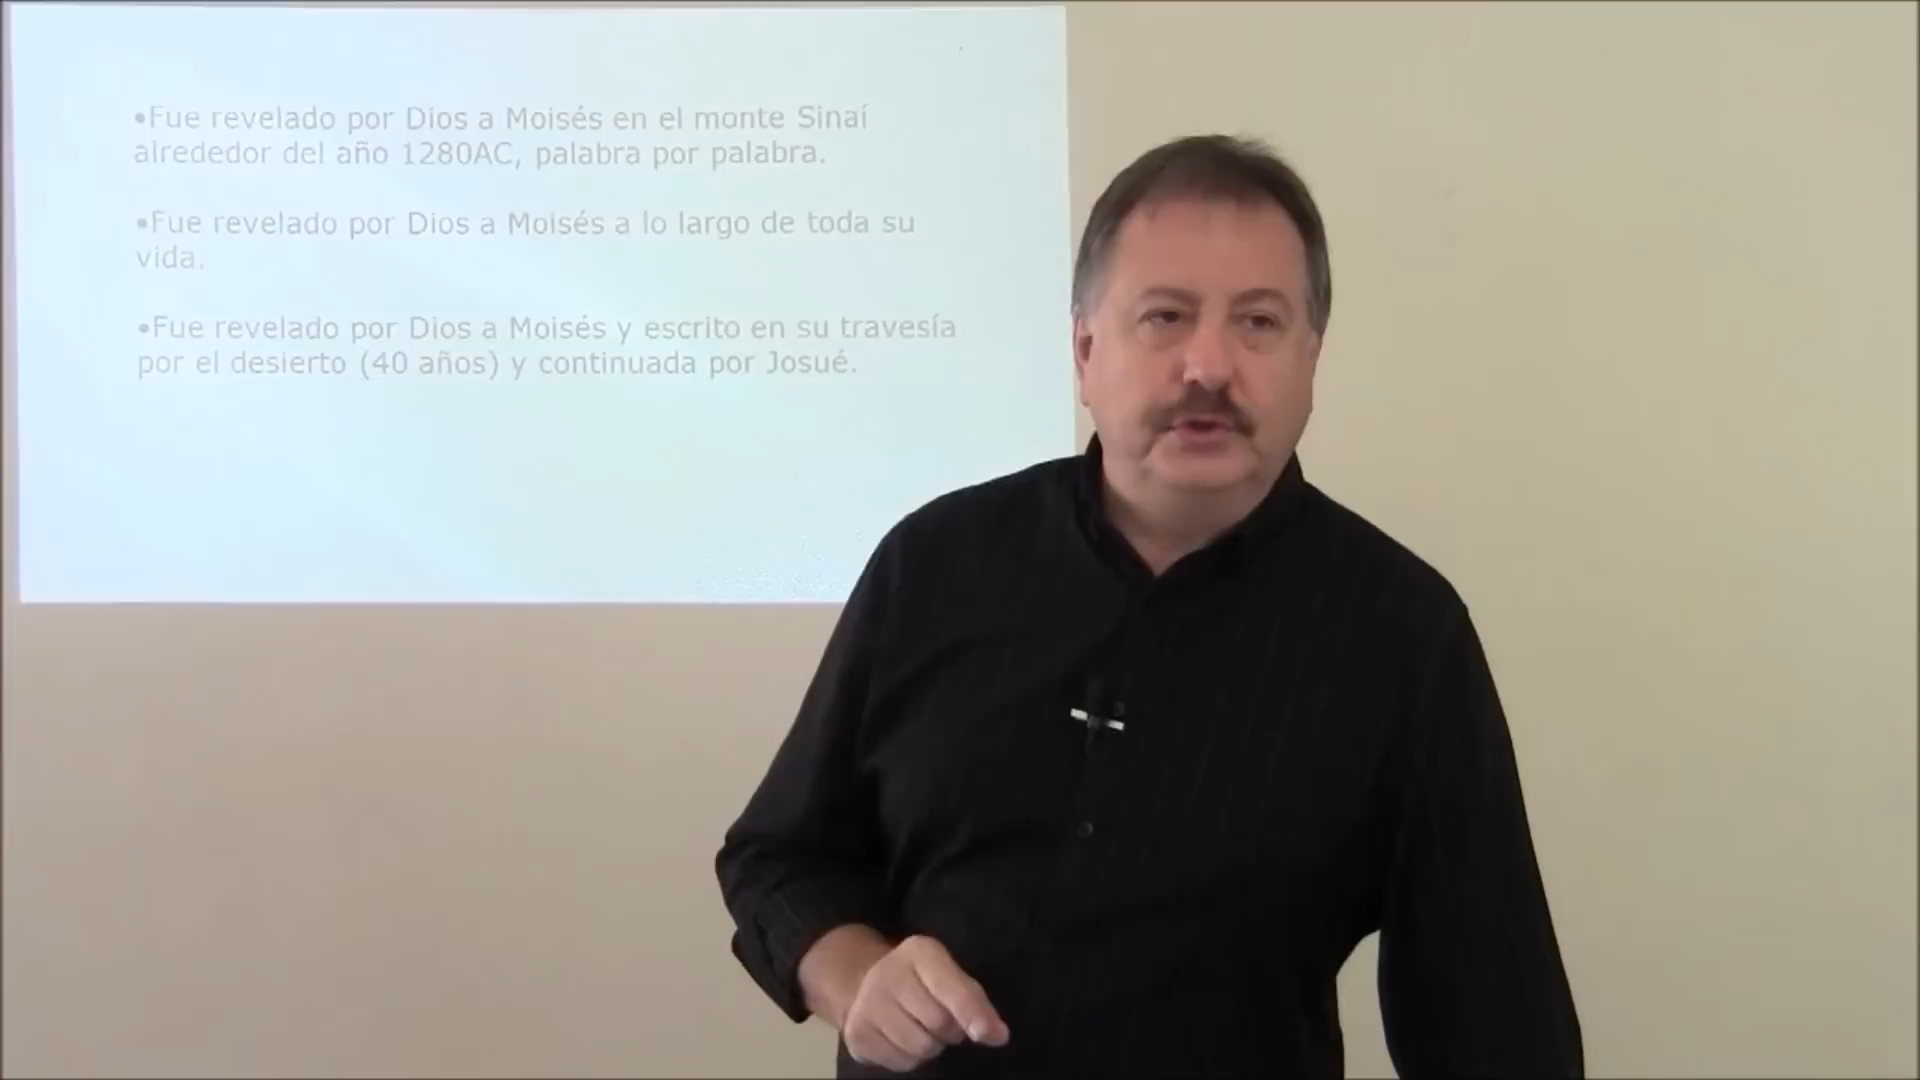 •Fue revelado por Dios a Moisés en el monte Sinaí
alrededor del año 1280AC, palabra por palabra.
•Fue revelado por Dios a Moisés a lo largo de toda su
vida.
•Fue revelado por Dios a Moisés y escrito en su travesía
por el desierto (40 años) y continuada por Josué.